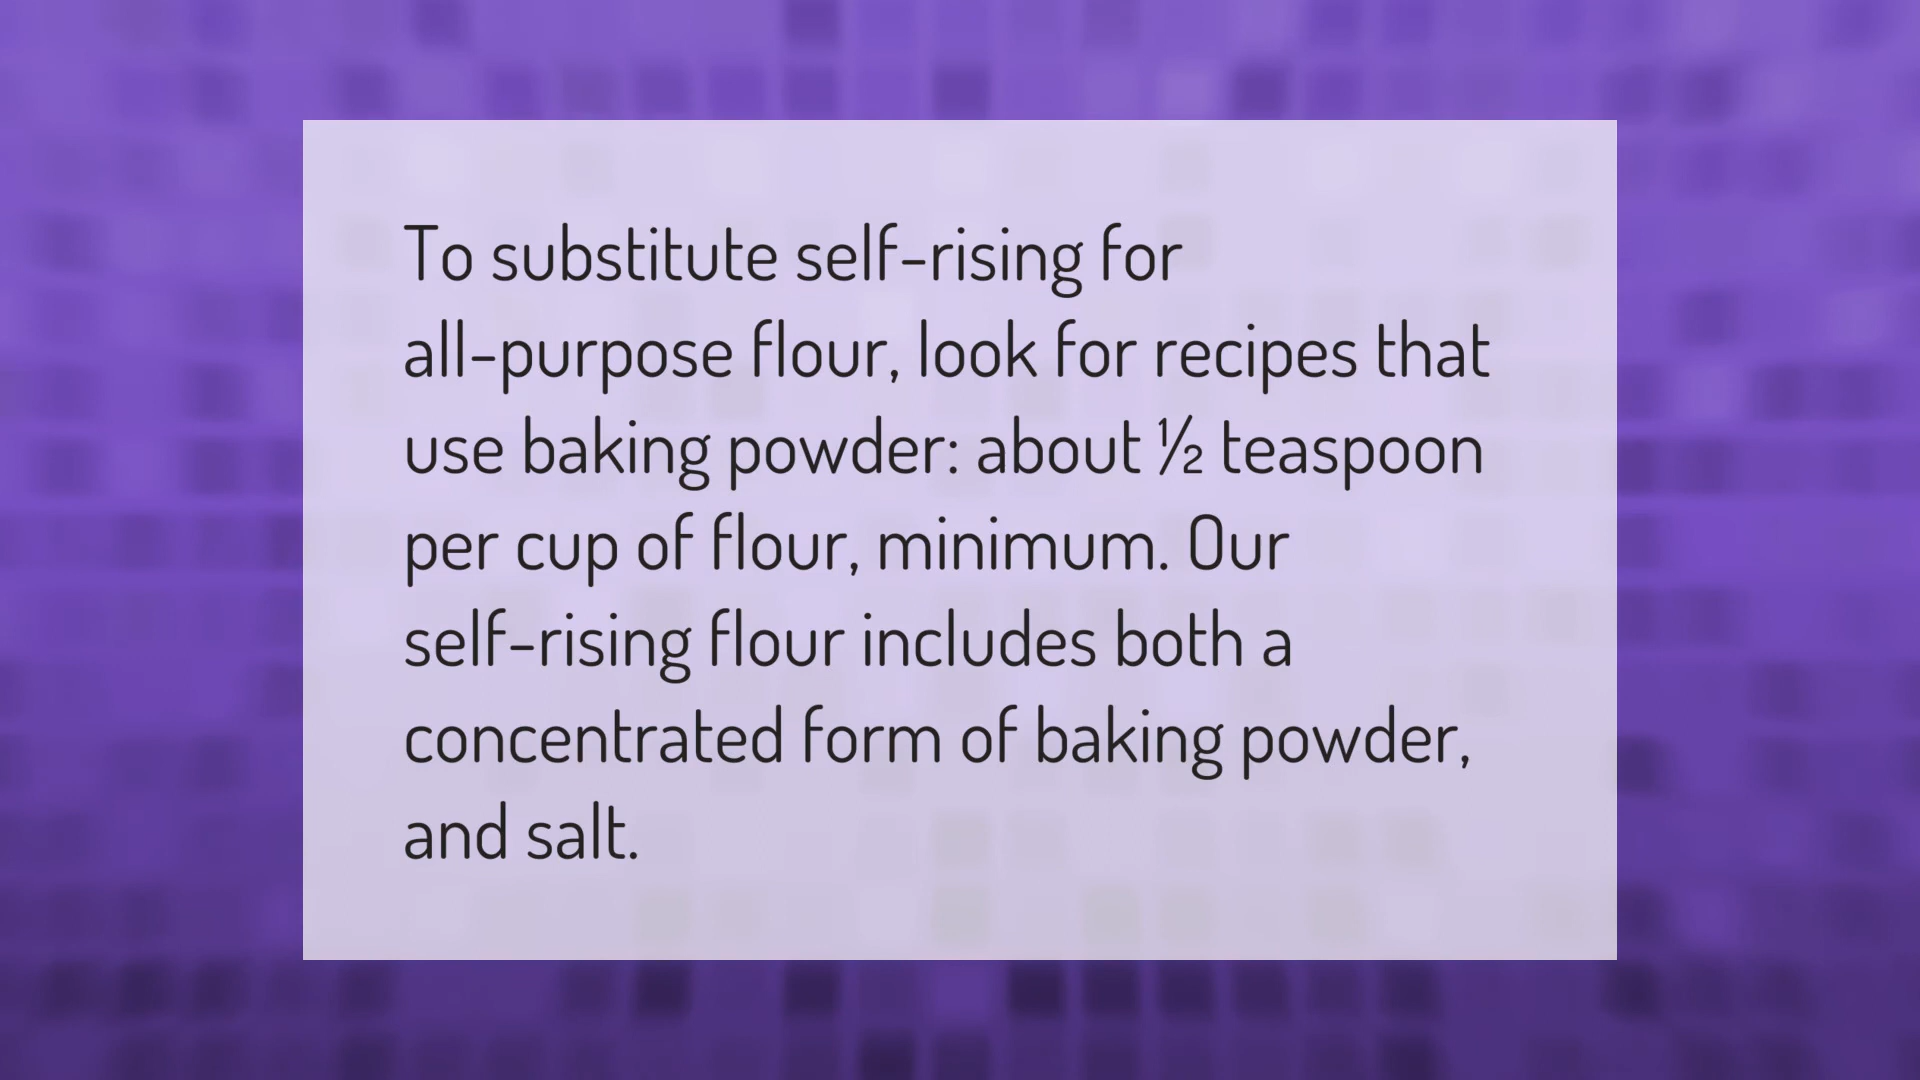 To substitute self-rising for
all-purpose flour, look for recipes that
use baking powder: about ½ teaspoon
per cup of flour, minimum. Our
self-rising flour includes both a
concentrated form of baking powder,
and salt.